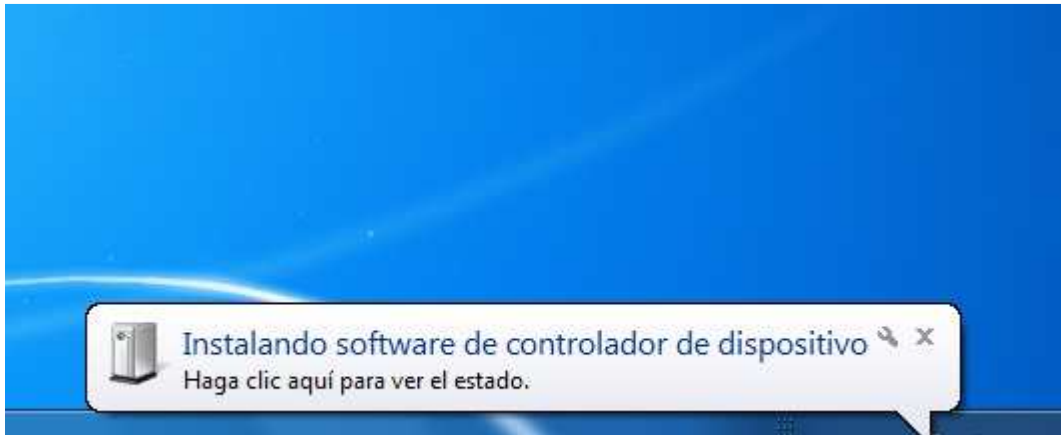 Instalando software de controlador de dispositivo
Haga clic aquí para ver el estado.